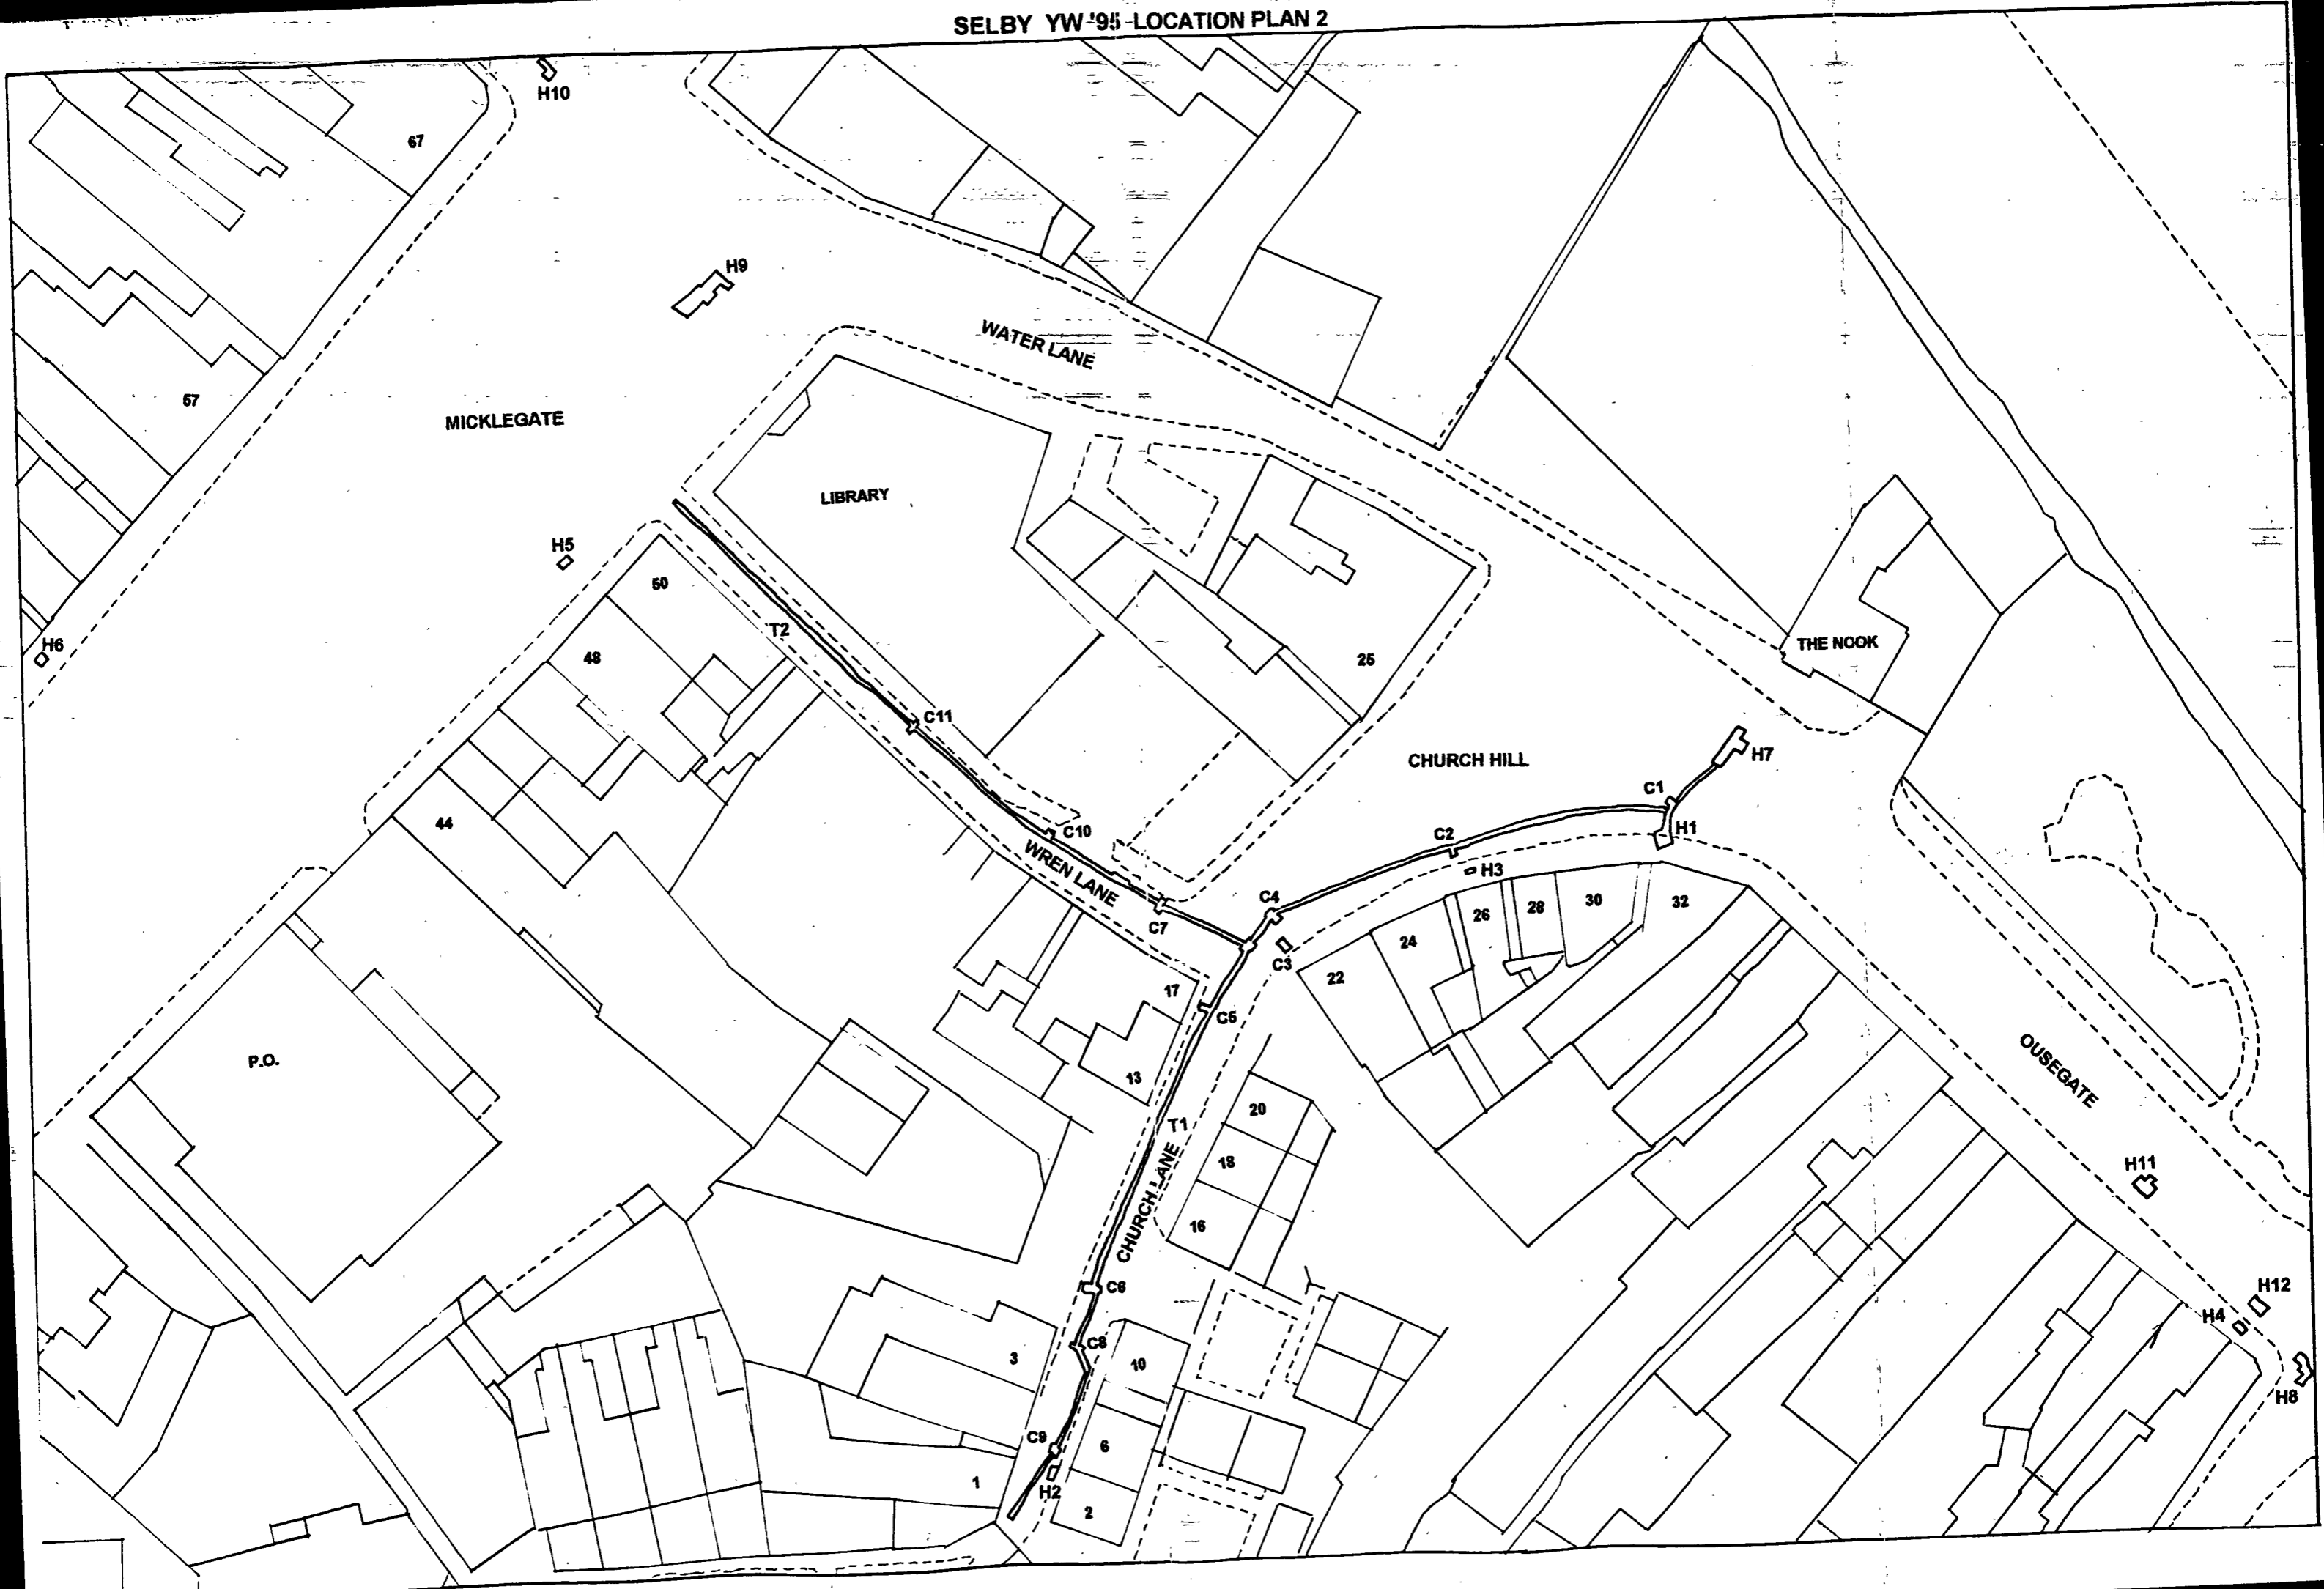 SELBY YW '95 LOCATION PLAN 2
H10
67
H9
WATER LANE
57
MICKLEGATE
LIBRARY
H5
50
T2
48
H6
25
THE NOOK
C11
CHURCH HILL
H7
C1
44
C10
C2
H1
WREN LANE
H3
C4
C7
26
28
30
32
24
C3
22
17
C5
P.O.
13
OUSEGATE
20
T1
18
CHURCH LANE
16
H11
C6
H12
H4
C8
3
10
H8
C9
6
1
H2
2